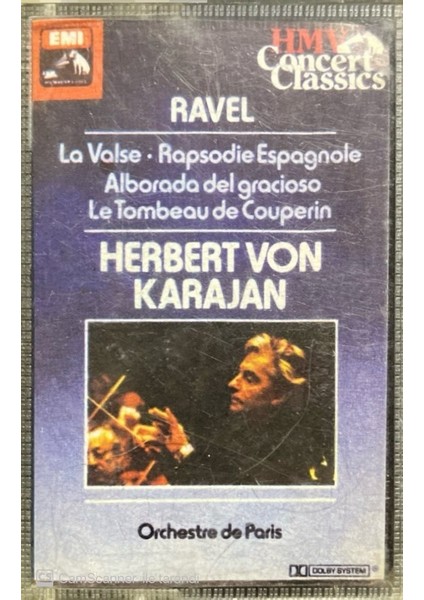 EMI
HMV
Concert
Classics
RAVEL
La Valse · Rapsodie Espagnole
Alborada del gracioso
Le Tombeau de Couperin
HERBERT VON
KARAJAN
Orchestre de Paris
DOLBY SYSTEM